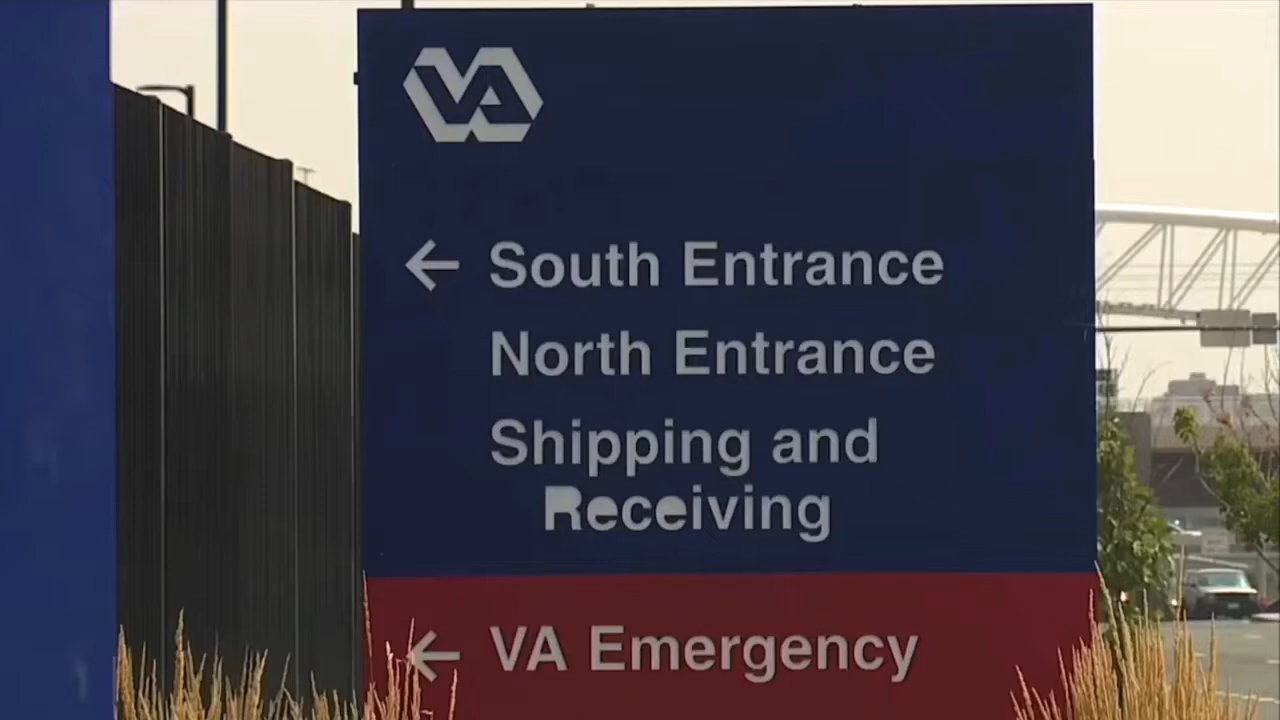 VA
← South Entrance
North Entrance
Shipping and
Receiving
← VA Emergency